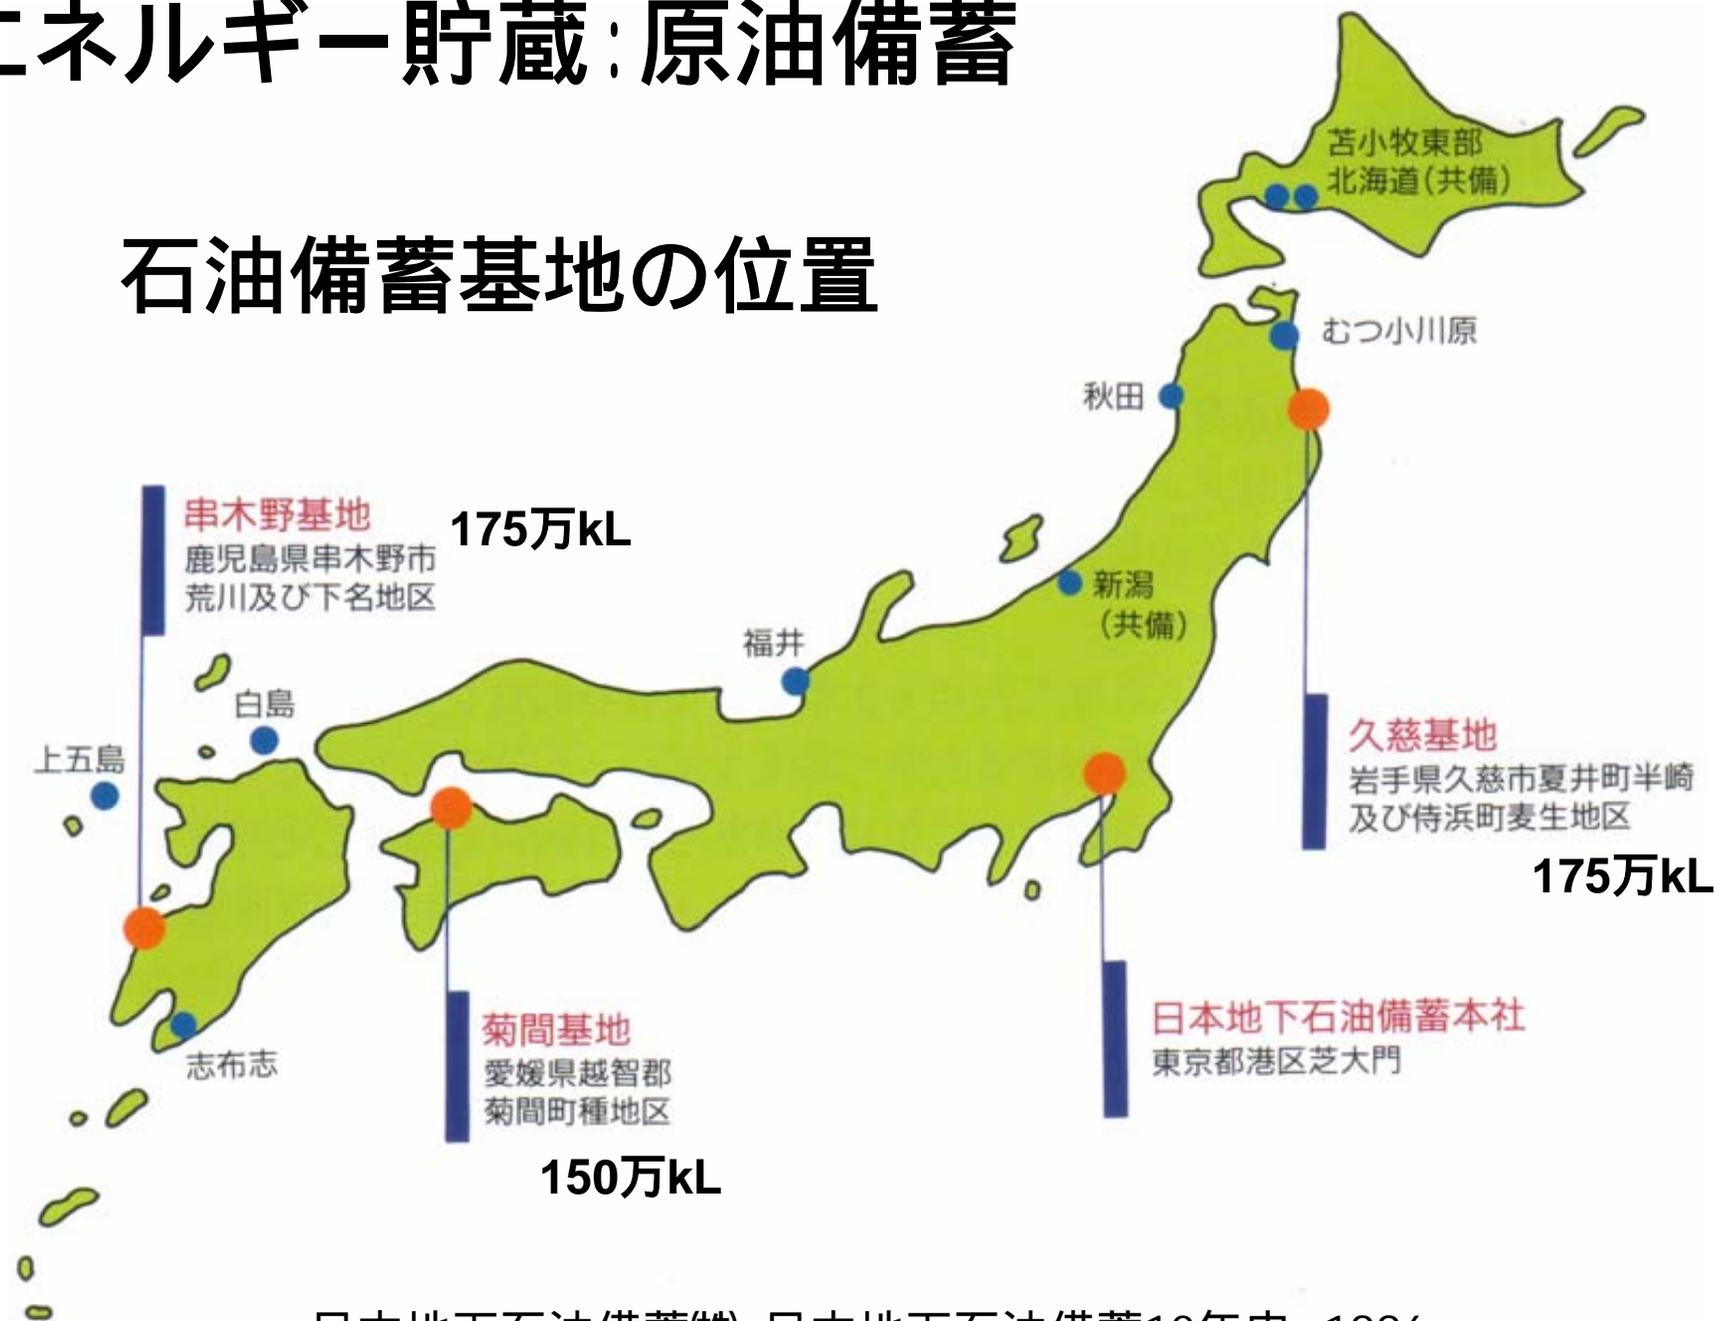 エネルギー貯蔵:原油備蓄
石油備蓄基地の位置
苫小牧東部
北海道(共備)
むつ小川原
秋田
串木野基地
鹿児島県串木野市
荒川及び下名地区
175万kL
新潟
(共備)
福井
白島
上五島
久慈基地
岩手県久慈市夏井町半崎
及び侍浜町麦生地区
175万kL
志布志
菊間基地
愛媛県越智郡
菊間町種地区
150万kL
日本地下石油備蓄本社
東京都港区芝大門